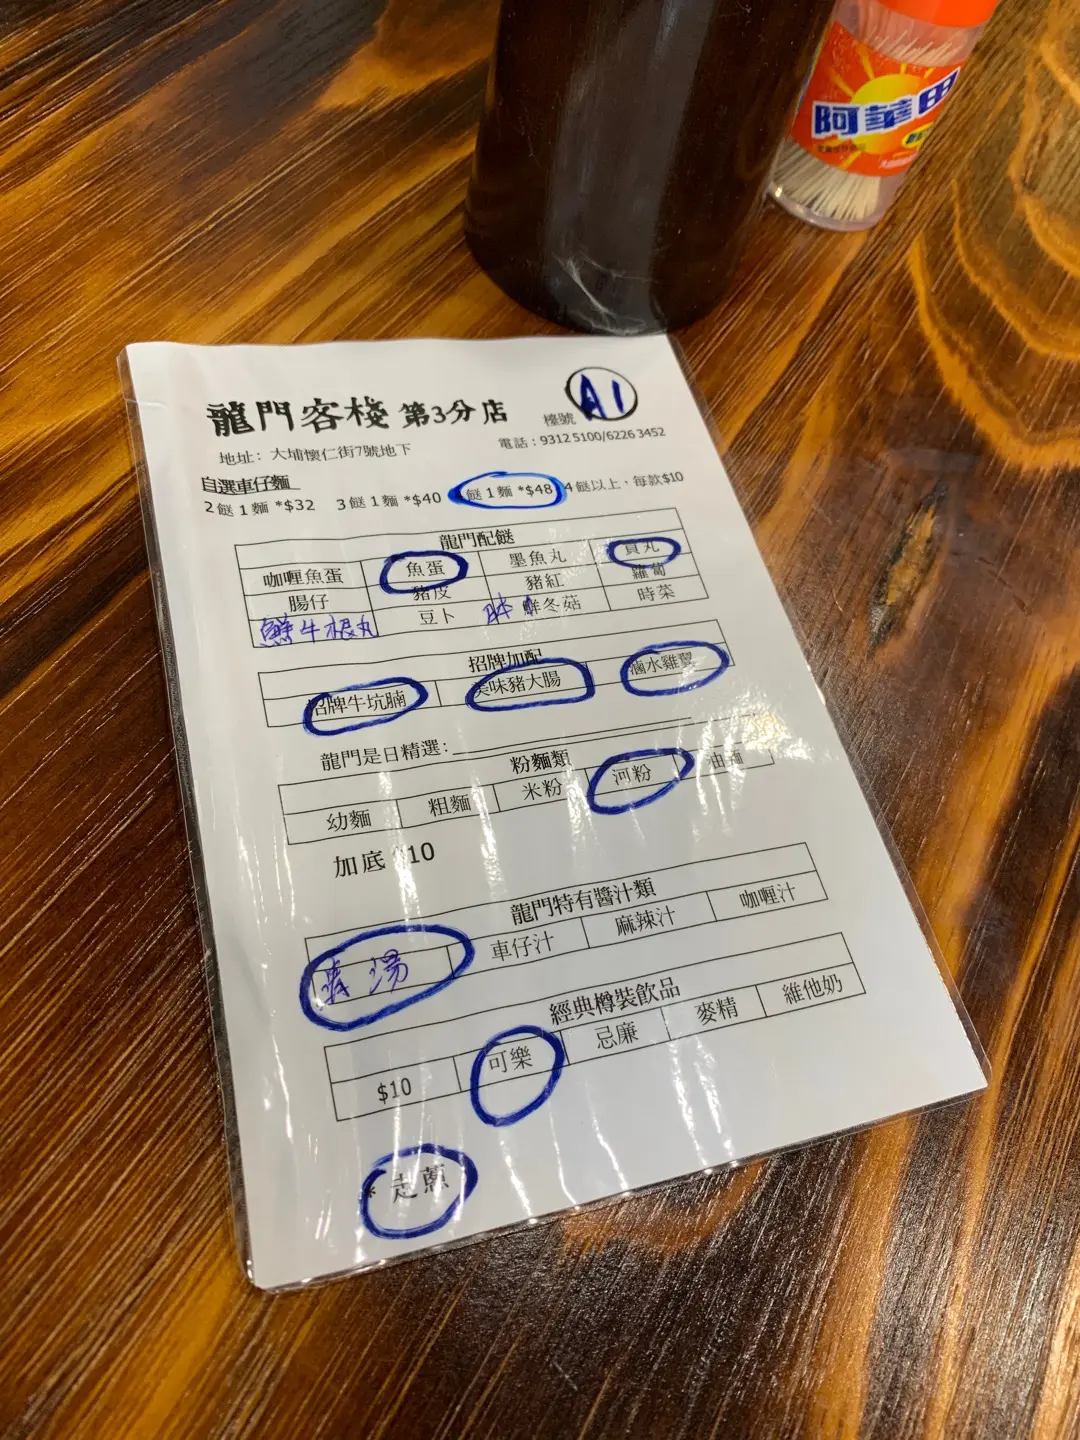 阿華田
龍門客棧 第3分店
檯號 A1
地址：大埔懷仁街7號地下
電話：9312 5100/6226 3452
自選車仔麵
2餸1麵 *$32 3餸1麵 *$40 餸1麵 *$48 4餸以上，每款$10
龍門配餸
咖喱魚蛋 魚蛋 墨魚丸 貢丸
腸仔 豬皮 豬紅 蘿蔔
鮮牛根丸 豆卜 鮮冬菇 時菜
招牌加配
招牌牛坑腩 美味豬大腸 滷水雞翼
龍門是日精選：
粉麵類
幼麵 粗麵 米粉 河粉 油麵
加底 $10
龍門特有醬汁類
湯 車仔汁 麻辣汁 咖喱汁
經典樽裝飲品
$10 可樂 忌廉 麥精 維他奶
* 走蔥